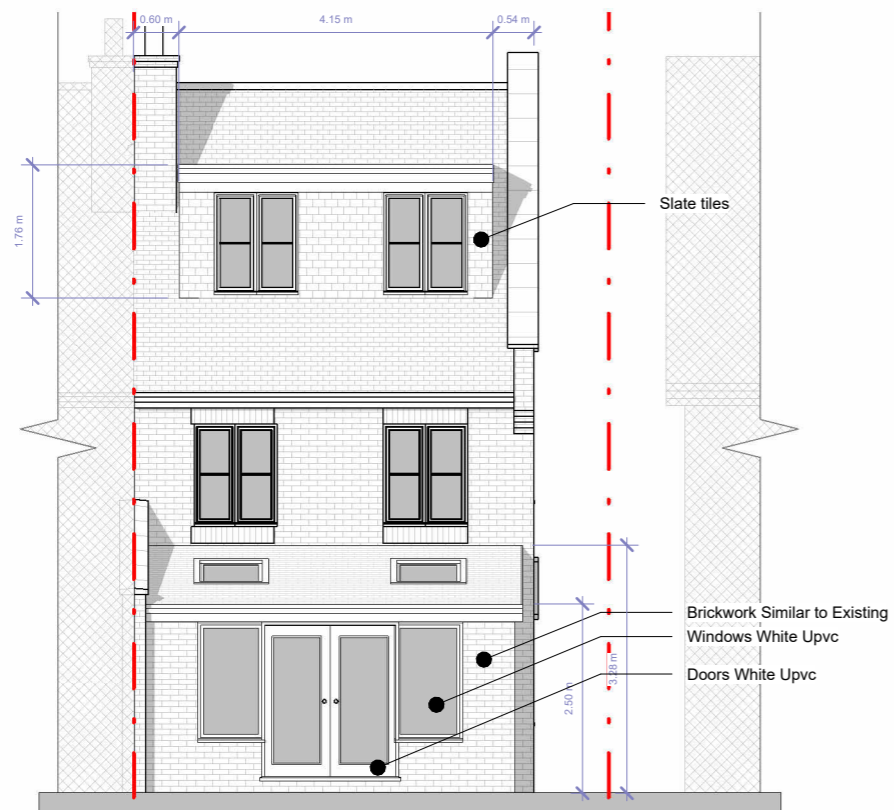 0.60 m
4.15 m
0.54 m
1.76 m
Slate tiles
Brickwork Similar to Existing
Windows White Upvc
Doors White Upvc
2.50 m
3.28 m